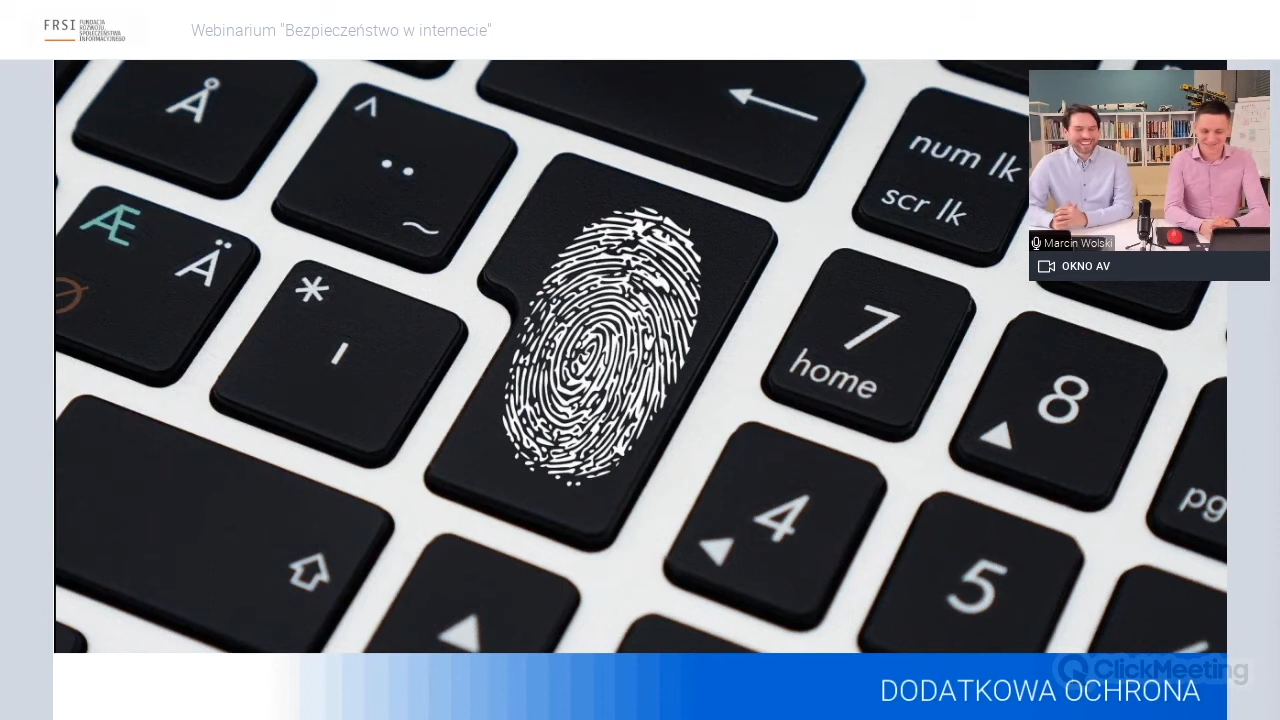 FRSI
FUNDACJA
ROZWOJU
SPOŁECZEŃSTWA
INFORMACYJNEGO
Webinarium "Bezpieczeństwo w internecie"
Å
^
¨
~
num lk
scr lk
Æ
Ä
Ø
*
'
7
home
8
4
5
pg
Marcin Wolski
OKNO AV
DODATKOWA OCHRONA
ClickMeeting